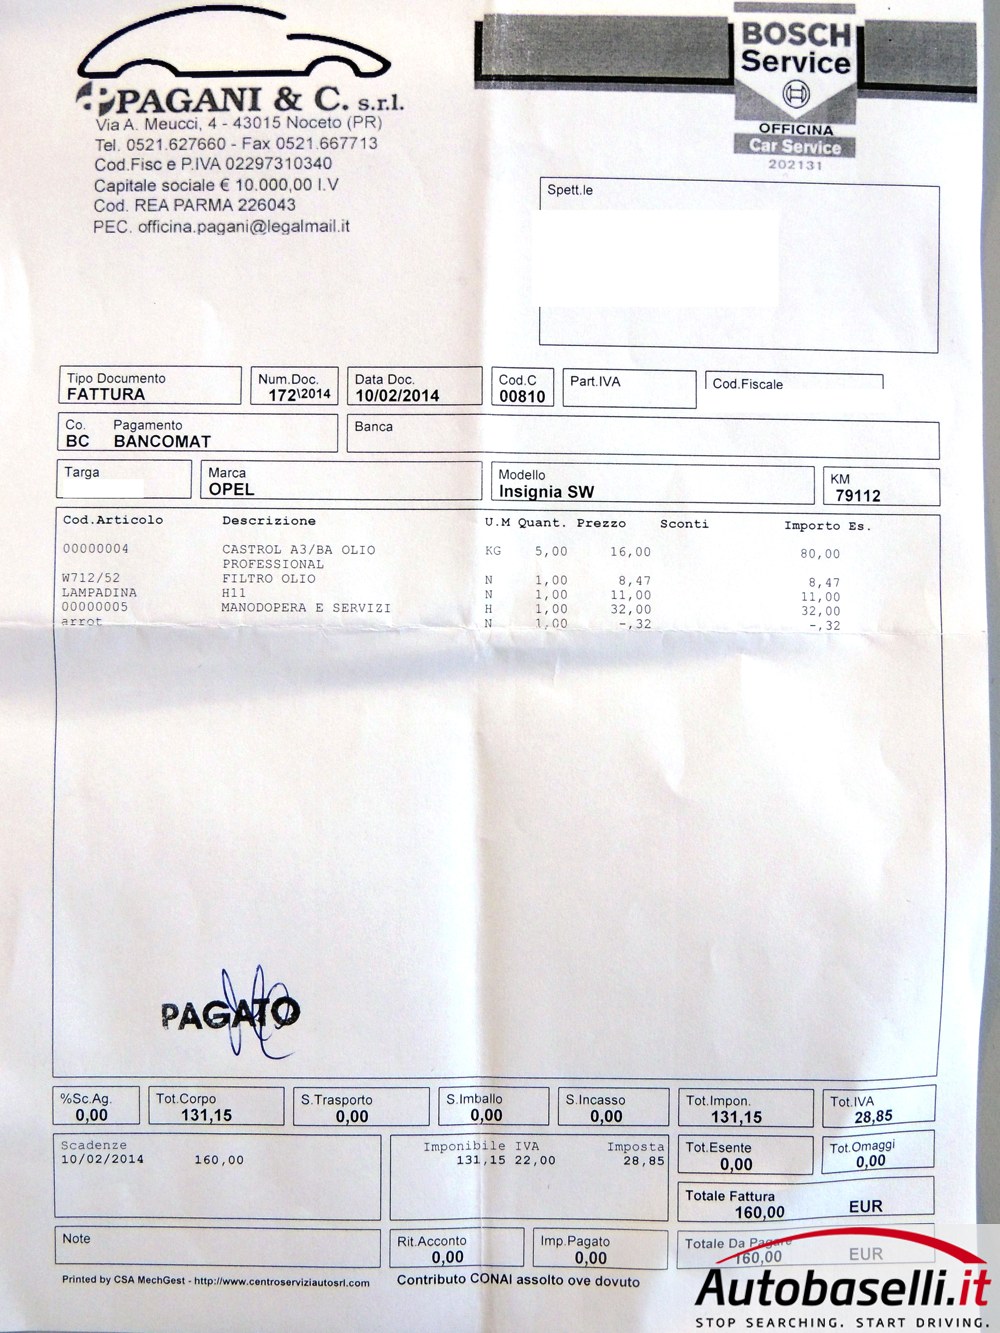 PAGANI & C. s.r.l.
Via A. Meucci, 4 - 43015 Noceto (PR)
Tel. 0521.627660 - Fax 0521.667713
Cod.Fisc e P.IVA 02297310340
Capitale sociale € 10.000,00 I.V
Cod. REA PARMA 226043
PEC. officina.pagani@legalmail.it
BOSCH
Service
OFFICINA
Car Service
202131
Spett.le
Tipo Documento
FATTURA
Num.Doc.
172\2014
Data Doc.
10/02/2014
Cod.C
00810
Part.IVA
Cod.Fiscale
Co. Pagamento
BC BANCOMAT
Banca
Targa
Marca
OPEL
Modello
Insignia SW
KM
79112
Cod.Articolo Descrizione U.M Quant. Prezzo Sconti Importo Es.
00000004 CASTROL A3/BA OLIO KG 5,00 16,00 80,00
PROFESSIONAL
W712/52 FILTRO OLIO N 1,00 8,47 8,47
LAMPADINA H11 N 1,00 11,00 11,00
00000005 MANODOPERA E SERVIZI H 1,00 32,00 32,00
arrot N 1,00 -,32 -,32
PAGATO
%Sc.Ag.
0,00
Tot.Corpo
131,15
S.Trasporto
0,00
S.Imballo
0,00
S.Incasso
0,00
Tot.Impon.
131,15
Tot.IVA
28,85
Scadenze
10/02/2014 160,00
Imponibile IVA Imposta
131,15 22,00 28,85
Tot.Esente
0,00
Tot.Omaggi
0,00
Totale Fattura
160,00 EUR
Note
Rit.Acconto
0,00
Imp.Pagato
0,00
Totale Da Pagare
160,00 EUR
Printed by CSA MechGest - http://www.centroserviziautosrl.com
Contributo CONAI assolto ove dovuto
Autobaselli.it
STOP SEARCHING. START DRIVING.